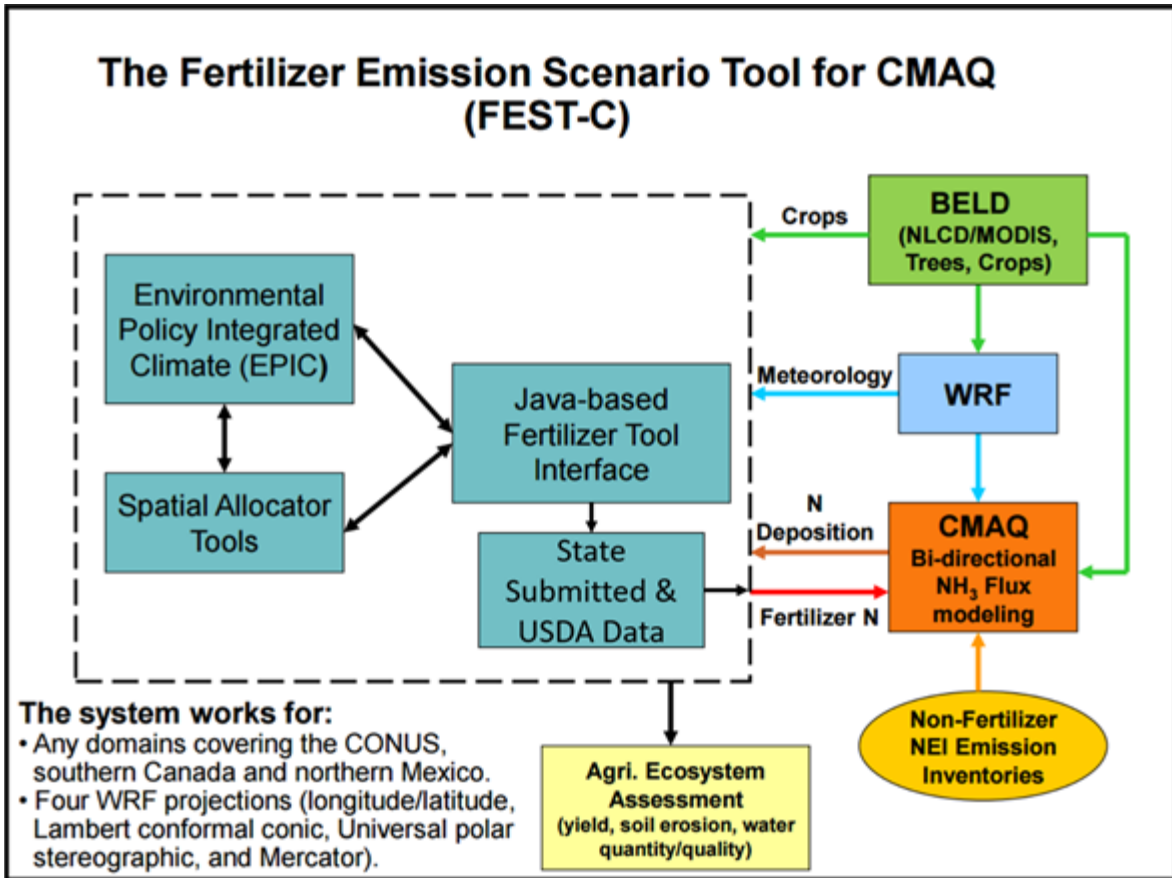 The Fertilizer Emission Scenario Tool for CMAQ
(FEST-C)
Environmental
Policy Integrated
Climate (EPIC)
Spatial Allocator
Tools
Java-based
Fertilizer Tool
Interface
State
Submitted &
USDA Data
Crops
Meteorology
N
Deposition
Fertilizer N
BELD
(NLCD/MODIS,
Trees, Crops)
WRF
CMAQ
Bi-directional
NH₃ Flux
modeling
Non-Fertilizer
NEI Emission
Inventories
Agri. Ecosystem
Assessment
(yield, soil erosion, water
quantity/quality)
The system works for:
• Any domains covering the CONUS,
southern Canada and northern Mexico.
• Four WRF projections (longitude/latitude,
Lambert conformal conic, Universal polar
stereographic, and Mercator).